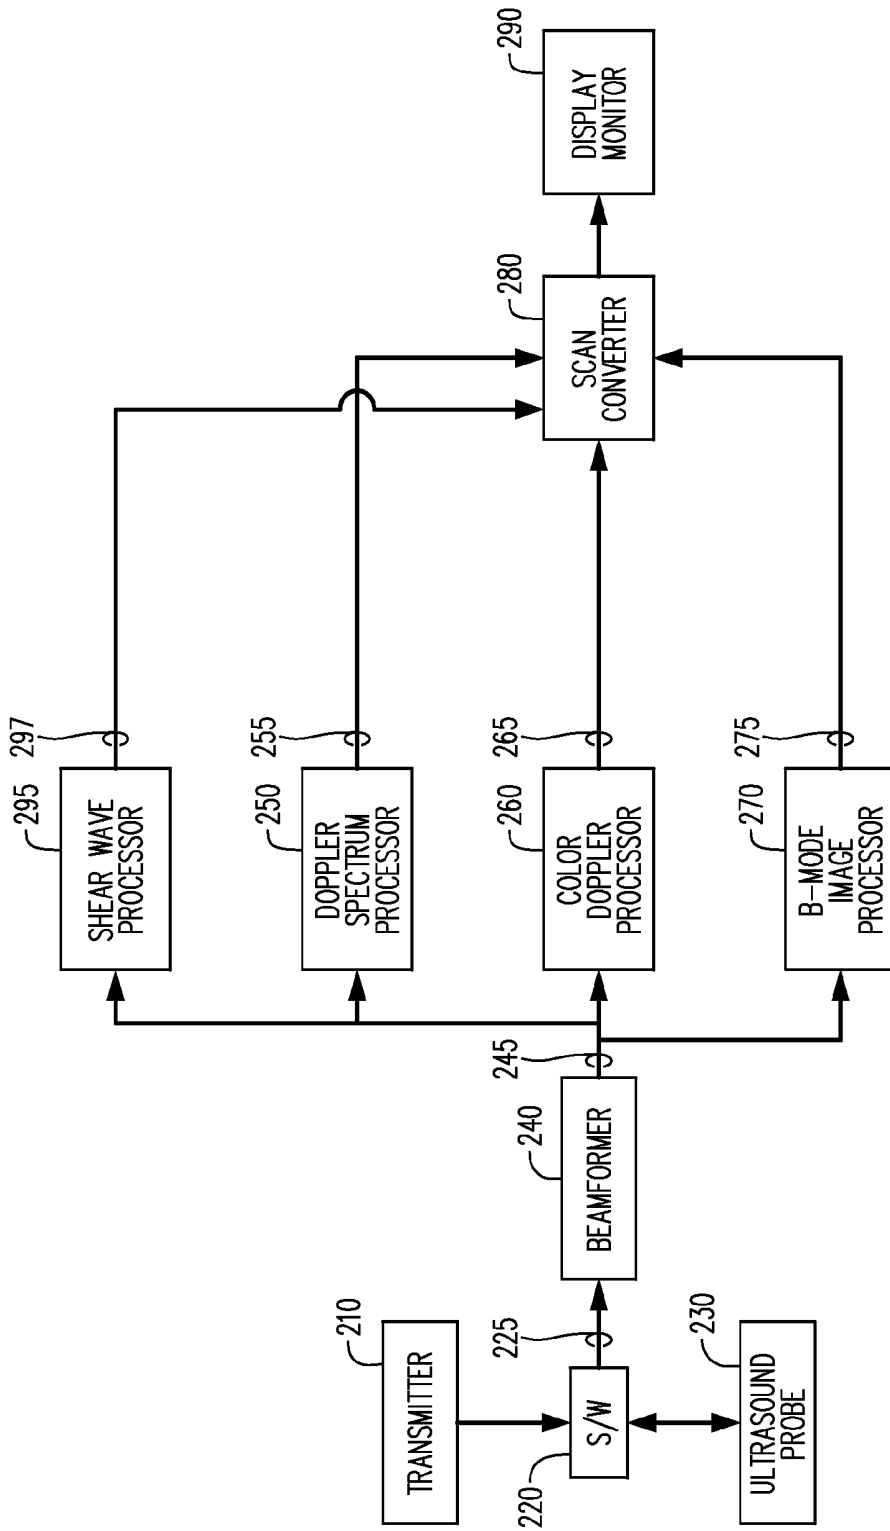 295
SHEAR WAVE
PROCESSOR
297
210
TRANSMITTER
250
DOPPLER
SPECTRUM
PROCESSOR
255
220
S/W
225
240
BEAMFORMER
245
260
COLOR
DOPPLER
PROCESSOR
265
280
SCAN
CONVERTER
290
DISPLAY
MONITOR
230
ULTRASOUND
PROBE
270
B-MODE
IMAGE
PROCESSOR
275